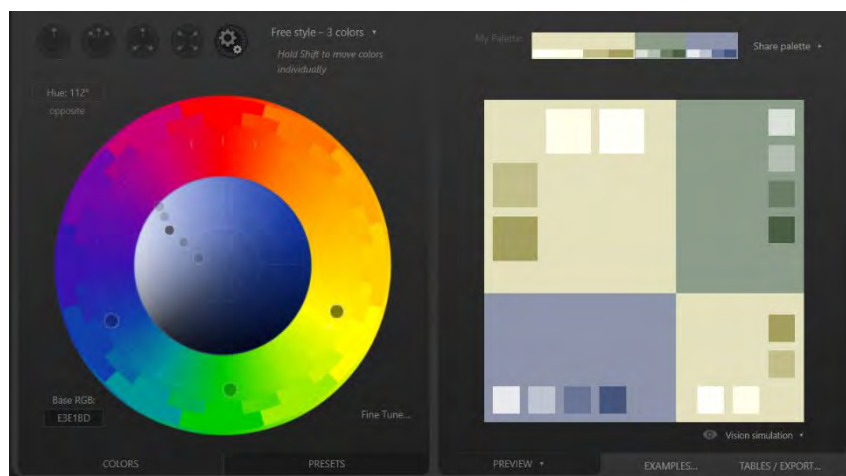 Free style – 3 colors ▾
Hold Shift to move colors
individually
My Palette:
Share palette ▸
Hue: 112°
opposite
Base RGB:
E3E1BD
Fine Tune...
Vision simulation ▾
COLORS
PRESETS
PREVIEW ▾
EXAMPLES...
TABLES / EXPORT...